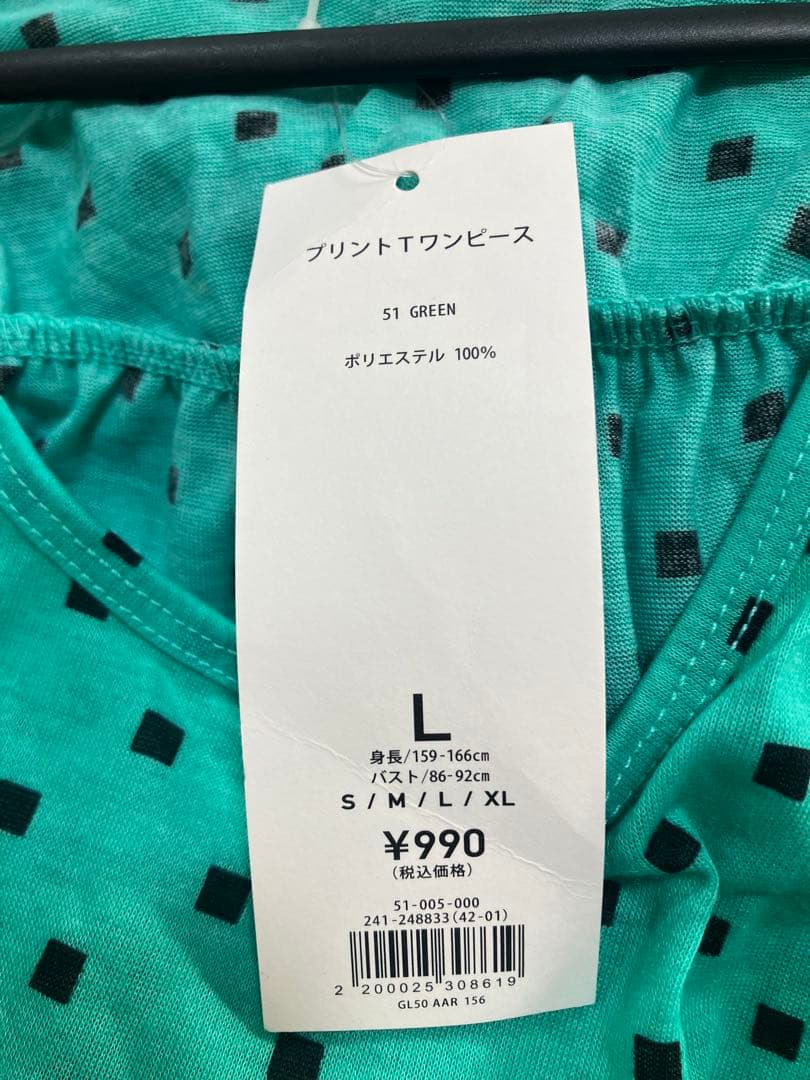 プリントTワンピース
51 GREEN
ポリエステル 100%
L
身長/159-166cm
バスト/86-92cm
S / M / L / XL
¥990
(税込価格)
51-005-000
241-248833(42-01)
2 200025 308619
GL50 AAR 156